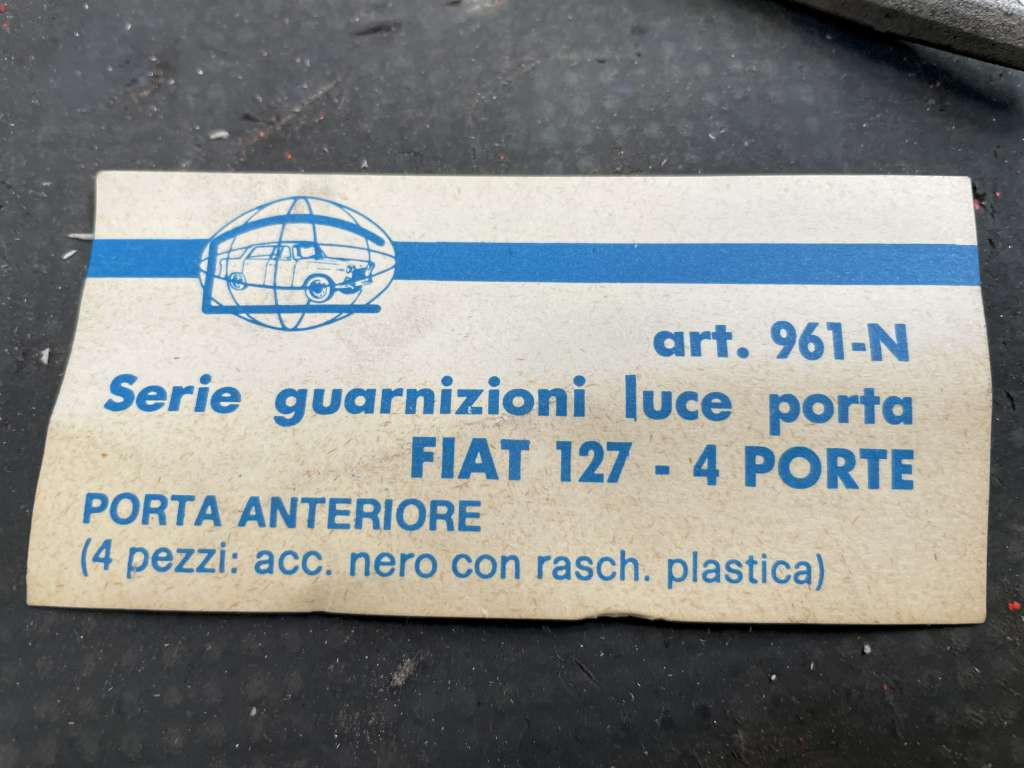 art. 961-N
Serie guarnizioni luce porta
FIAT 127 - 4 PORTE
PORTA ANTERIORE
(4 pezzi: acc. nero con rasch. plastica)